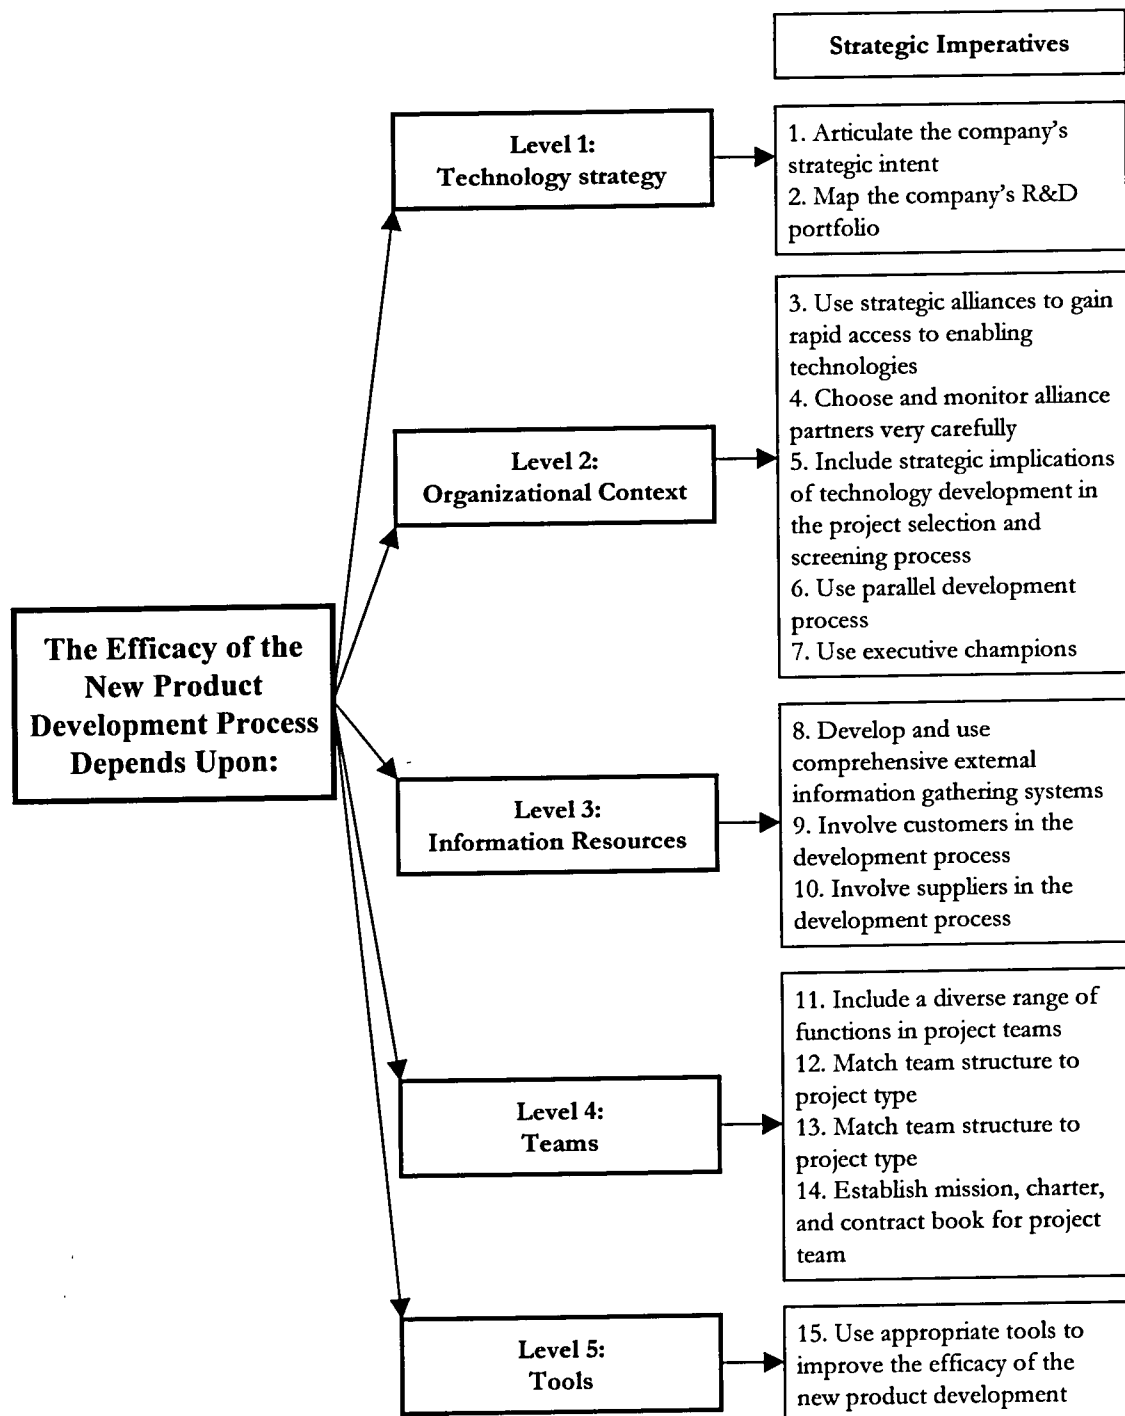 Strategic Imperatives
Level 1:
Technology strategy
1. Articulate the company's
strategic intent
2. Map the company's R&D
portfolio
Level 2:
Organizational Context
3. Use strategic alliances to gain
rapid access to enabling
technologies
4. Choose and monitor alliance
partners very carefully
5. Include strategic implications
of technology development in
the project selection and
screening process
6. Use parallel development
process
7. Use executive champions
The Efficacy of the
New Product
Development Process
Depends Upon:
Level 3:
Information Resources
8. Develop and use
comprehensive external
information gathering systems
9. Involve customers in the
development process
10. Involve suppliers in the
development process
Level 4:
Teams
11. Include a diverse range of
functions in project teams
12. Match team structure to
project type
13. Match team structure to
project type
14. Establish mission, charter,
and contract book for project
team
Level 5:
Tools
15. Use appropriate tools to
improve the efficacy of the
new product development